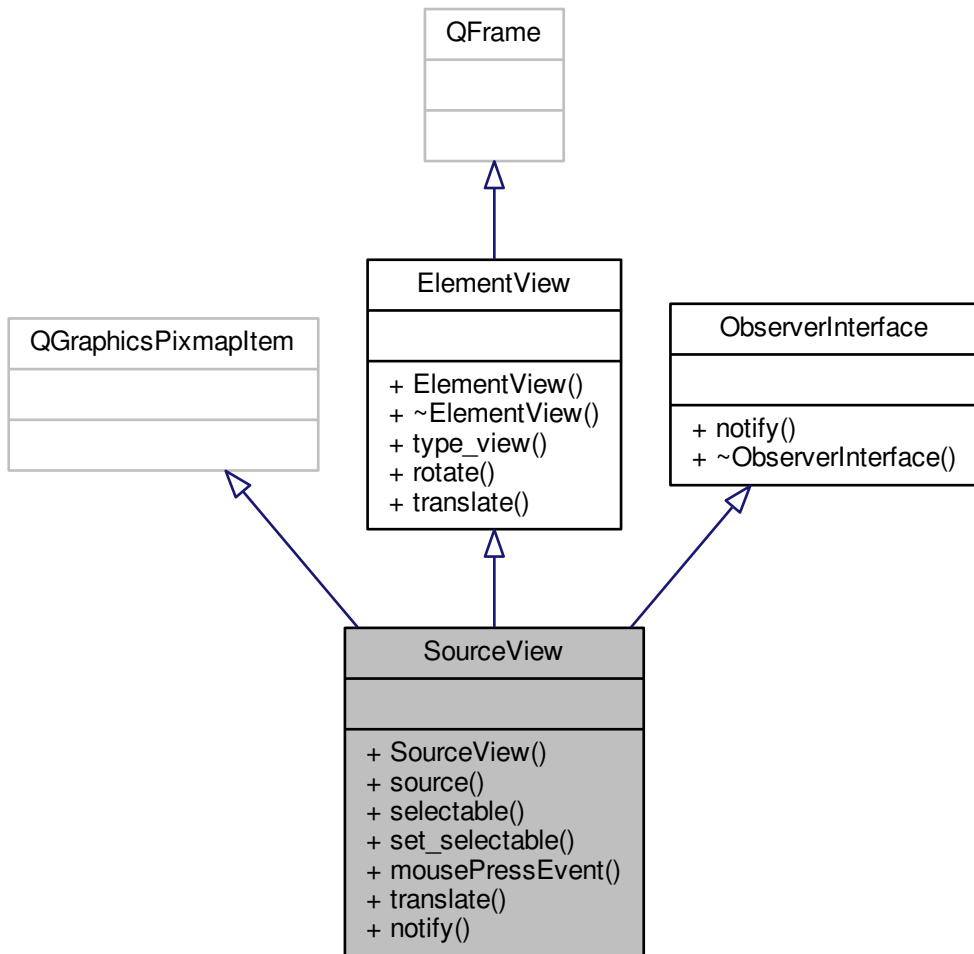 QFrame
ElementView
+ ElementView()
+ ~ElementView()
+ type_view()
+ rotate()
+ translate()
QGraphicsPixmapItem
ObserverInterface
+ notify()
+ ~ObserverInterface()
SourceView
+ SourceView()
+ source()
+ selectable()
+ set_selectable()
+ mousePressEvent()
+ translate()
+ notify()